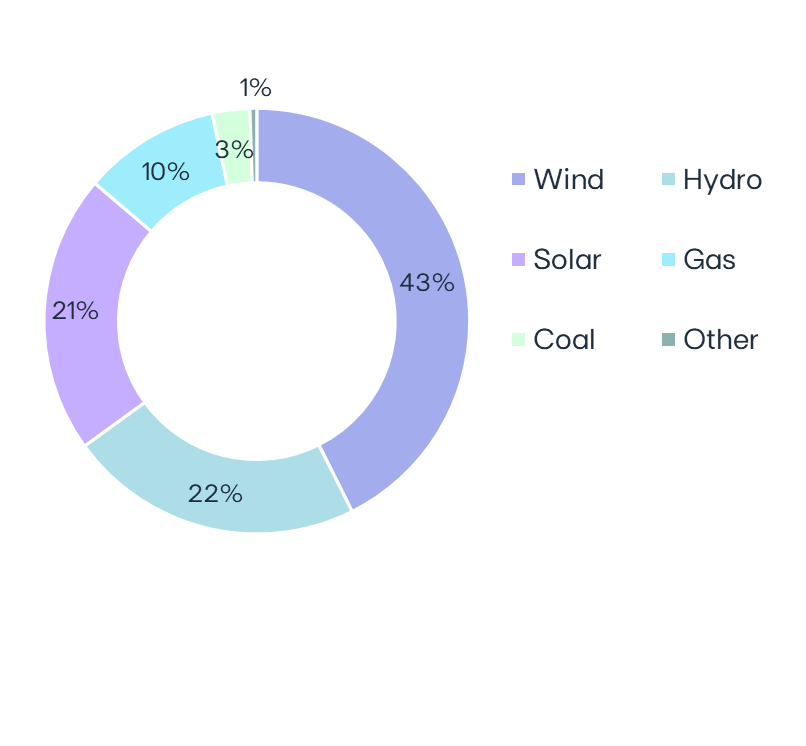 1%
3%
10%
43%
21%
22%
Wind
Hydro
Solar
Gas
Coal
Other